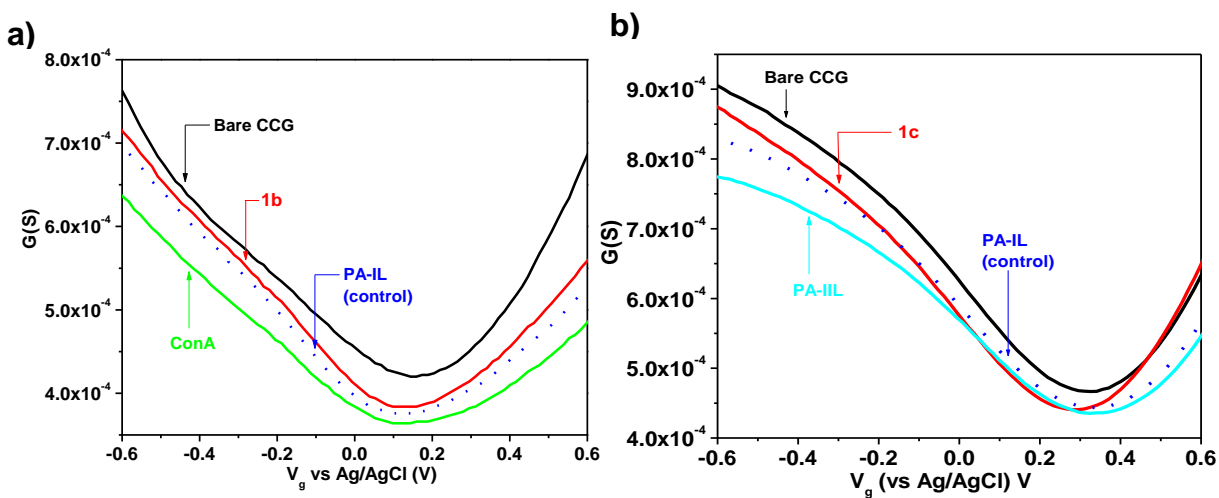 a)
8.0x10⁻⁴
7.0x10⁻⁴
6.0x10⁻⁴
5.0x10⁻⁴
4.0x10⁻⁴
G(S)
Bare CCG
1b
PA-IL
(control)
ConA
-0.6 -0.4 -0.2 0.0 0.2 0.4 0.6
V_g vs Ag/AgCl (V)
b)
9.0x10⁻⁴
8.0x10⁻⁴
7.0x10⁻⁴
6.0x10⁻⁴
5.0x10⁻⁴
4.0x10⁻⁴
G(S)
Bare CCG
1c
PA-IL
(control)
PA-IIL
-0.6 -0.4 -0.2 0.0 0.2 0.4 0.6
V_g (vs Ag/AgCl) V